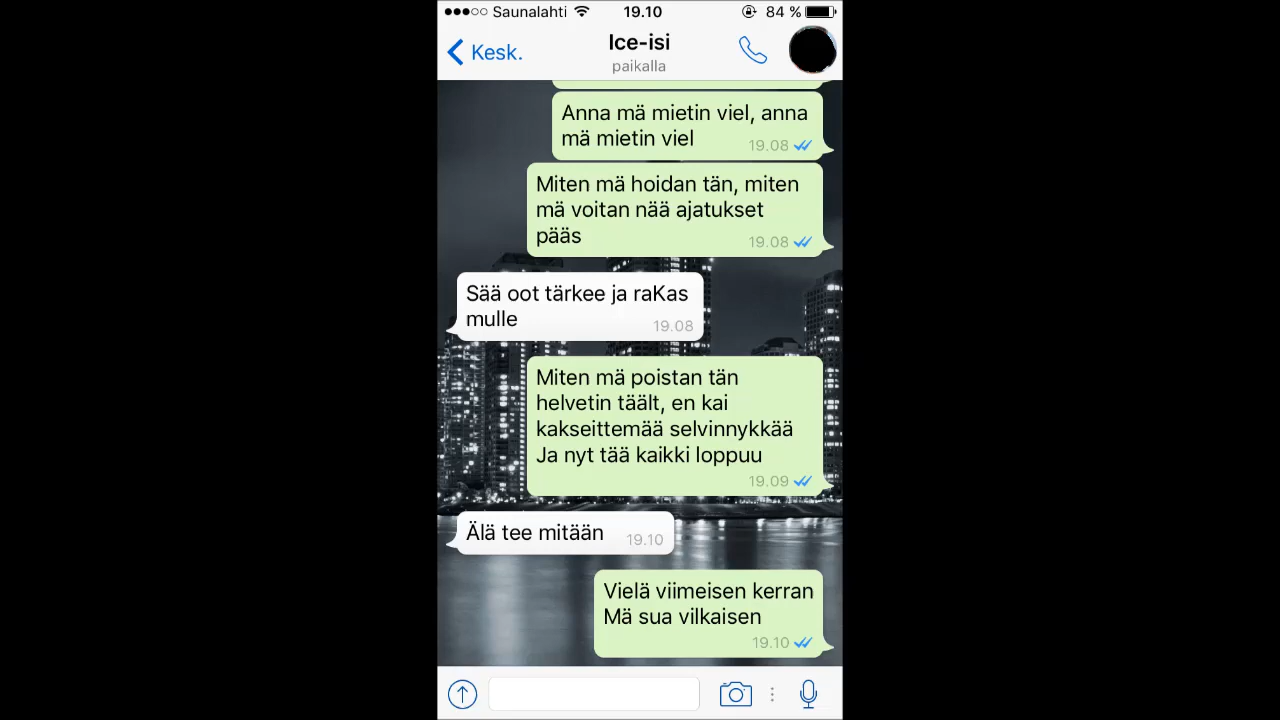 Saunalahti 19.10 84 %
Kesk. Ice-isi
paikalla
Anna mä mietin viel, anna
mä mietin viel 19.08
Miten mä hoidan tän, miten
mä voitan nää ajatukset
pääs 19.08
Sää oot tärkee ja raKas
mulle 19.08
Miten mä poistan tän
helvetin täält, en kai
kakseittemää selvinnykkää
Ja nyt tää kaikki loppuu
19.09
Älä tee mitään 19.10
Vielä viimeisen kerran
Mä sua vilkaisen
19.10